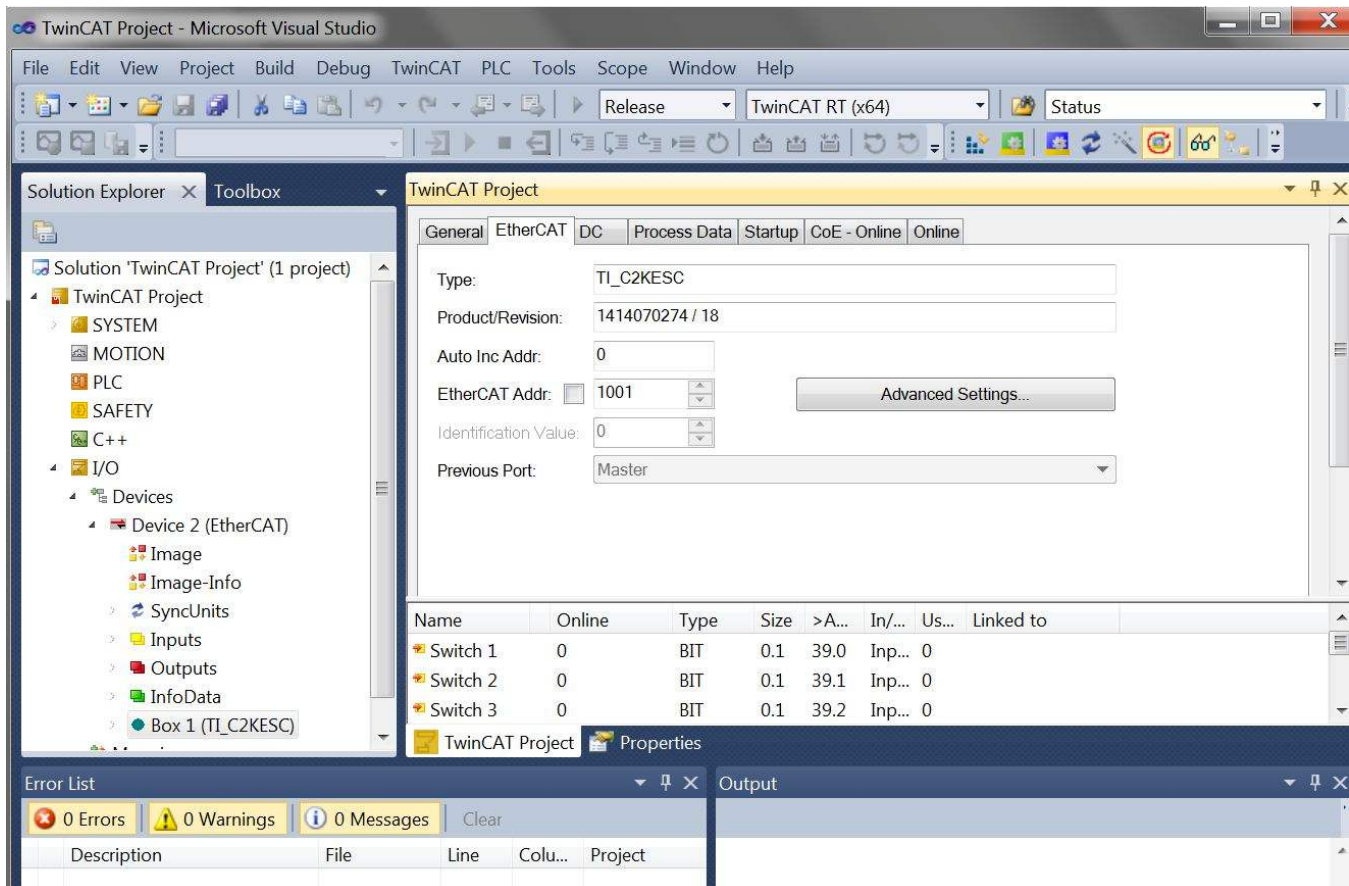 TwinCAT Project - Microsoft Visual Studio
File Edit View Project Build Debug TwinCAT PLC Tools Scope Window Help
Release TwinCAT RT (x64) Status
Solution Explorer Toolbox
Solution 'TwinCAT Project' (1 project)
TwinCAT Project
SYSTEM
MOTION
PLC
SAFETY
C++
I/O
Devices
Device 2 (EtherCAT)
Image
Image-Info
SyncUnits
Inputs
Outputs
InfoData
Box 1 (TI_C2KESC)
TwinCAT Project
General EtherCAT DC Process Data Startup CoE - Online Online
Type: TI_C2KESC
Product/Revision: 1414070274 / 18
Auto Inc Addr: 0
EtherCAT Addr: 1001 Advanced Settings...
Identification Value: 0
Previous Port: Master
Name Online Type Size >A... In/... Us... Linked to
Switch 1 0 BIT 0.1 39.0 Inp... 0
Switch 2 0 BIT 0.1 39.1 Inp... 0
Switch 3 0 BIT 0.1 39.2 Inp... 0
TwinCAT Project Properties
Error List
0 Errors 0 Warnings 0 Messages Clear
Description File Line Colu... Project
Output